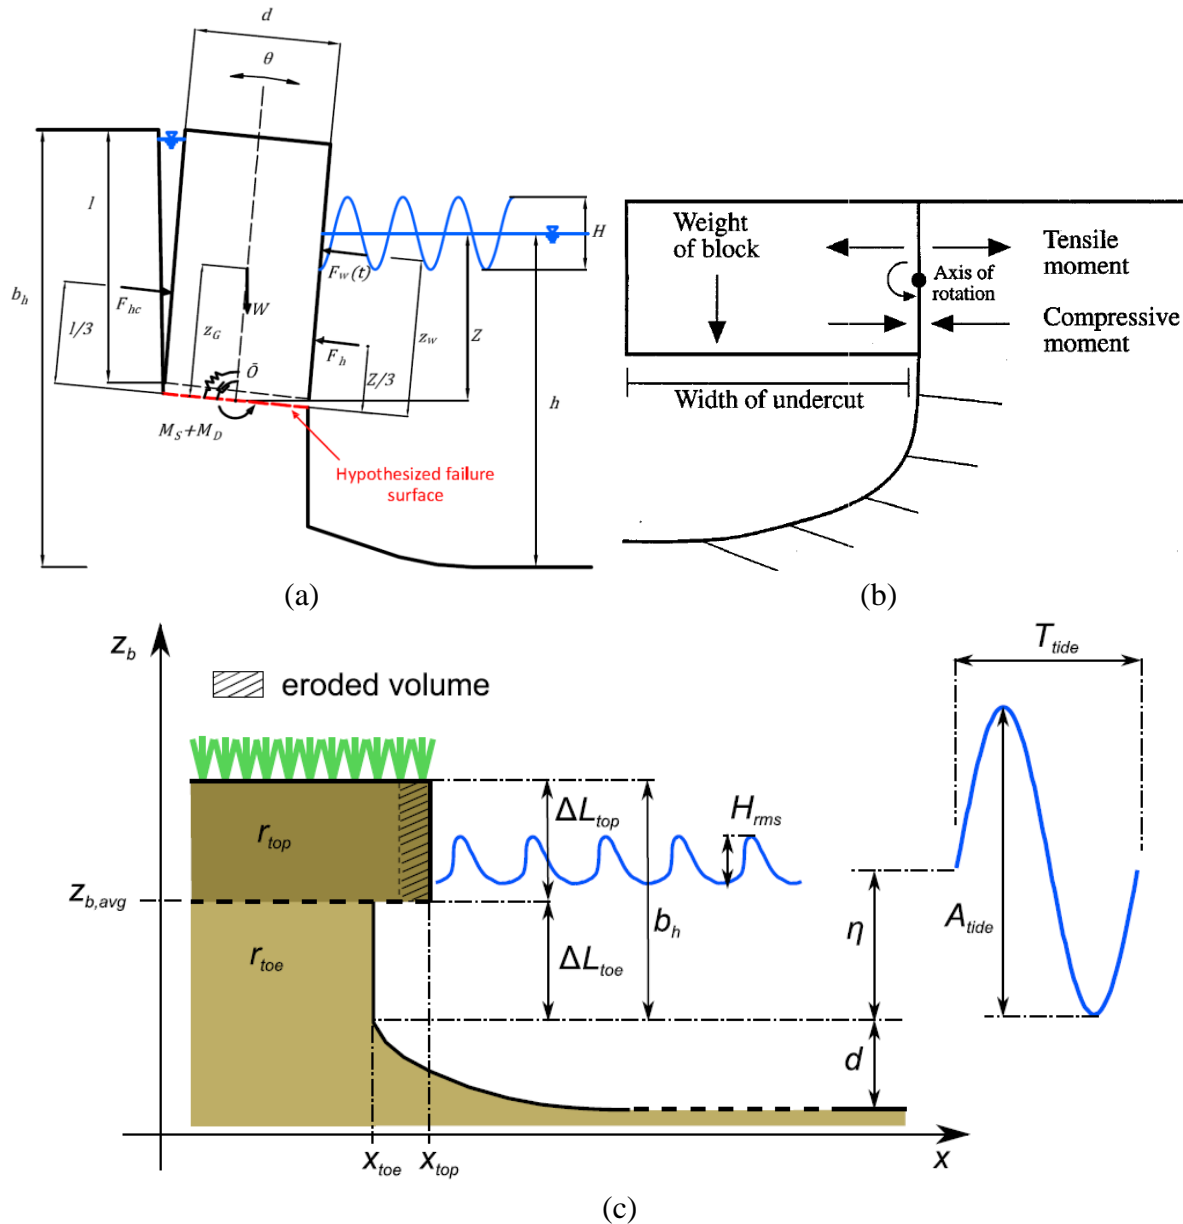 d
θ
l
H
b_h
F_hc
W
F_W(t)
l/3
z_G
F_h
z_W
Z
Z/3
Ō
h
M_S+M_D
Hypothesized failure
surface
(a)
Weight
of block
Tensile
moment
Axis of
rotation
Compressive
moment
Width of undercut
(b)
z_b
T_tide
eroded volume
r_top
ΔL_top
H_rms
z_b,avg
b_h
η
A_tide
r_toe
ΔL_toe
d
x_toe
x_top
x
(c)